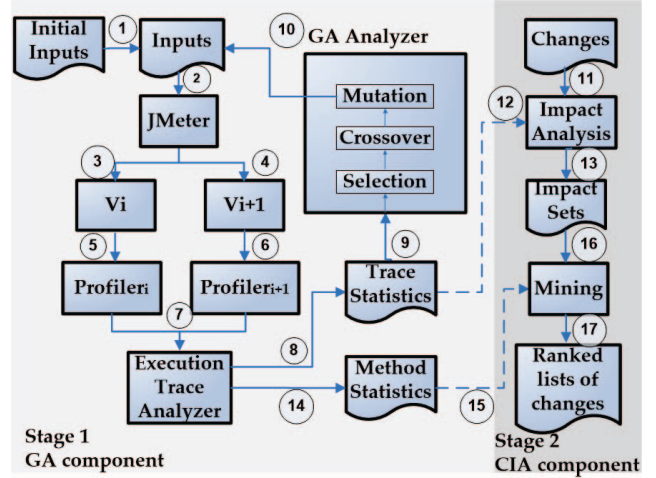 Initial
Inputs
1
Inputs
2
JMeter
3
4
Vi
Vi+1
5
6
Profileri
Profileri+1
7
Execution
Trace
Analyzer
8
14
10
GA Analyzer
Mutation
Crossover
Selection
9
Trace
Statistics
Method
Statistics
Stage 1
GA component
Changes
11
12
Impact
Analysis
13
Impact
Sets
16
Mining
17
15
Ranked
lists of
changes
Stage 2
CIA component